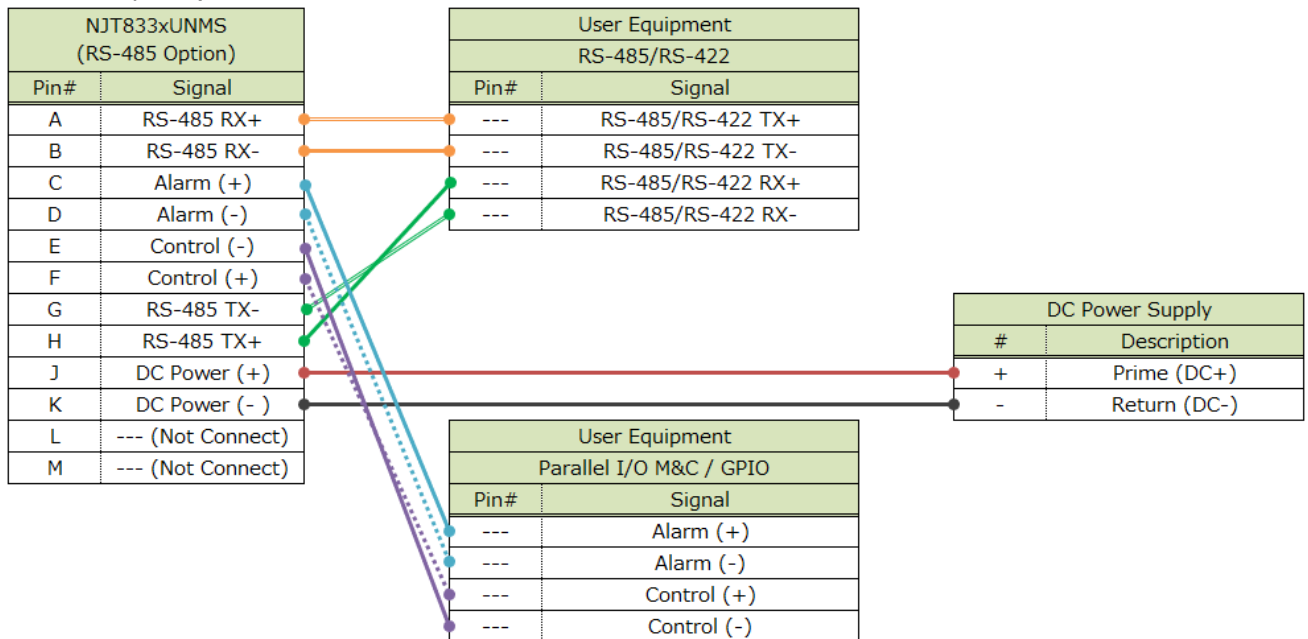 NJT833xUNMS
(RS-485 Option)
Pin# Signal
A RS-485 RX+
B RS-485 RX-
C Alarm (+)
D Alarm (-)
E Control (-)
F Control (+)
G RS-485 TX-
H RS-485 TX+
J DC Power (+)
K DC Power (- )
L --- (Not Connect)
M --- (Not Connect)
User Equipment
RS-485/RS-422
Pin# Signal
--- RS-485/RS-422 TX+
--- RS-485/RS-422 TX-
--- RS-485/RS-422 RX+
--- RS-485/RS-422 RX-
DC Power Supply
# Description
+ Prime (DC+)
- Return (DC-)
User Equipment
Parallel I/O M&C / GPIO
Pin# Signal
--- Alarm (+)
--- Alarm (-)
--- Control (+)
--- Control (-)